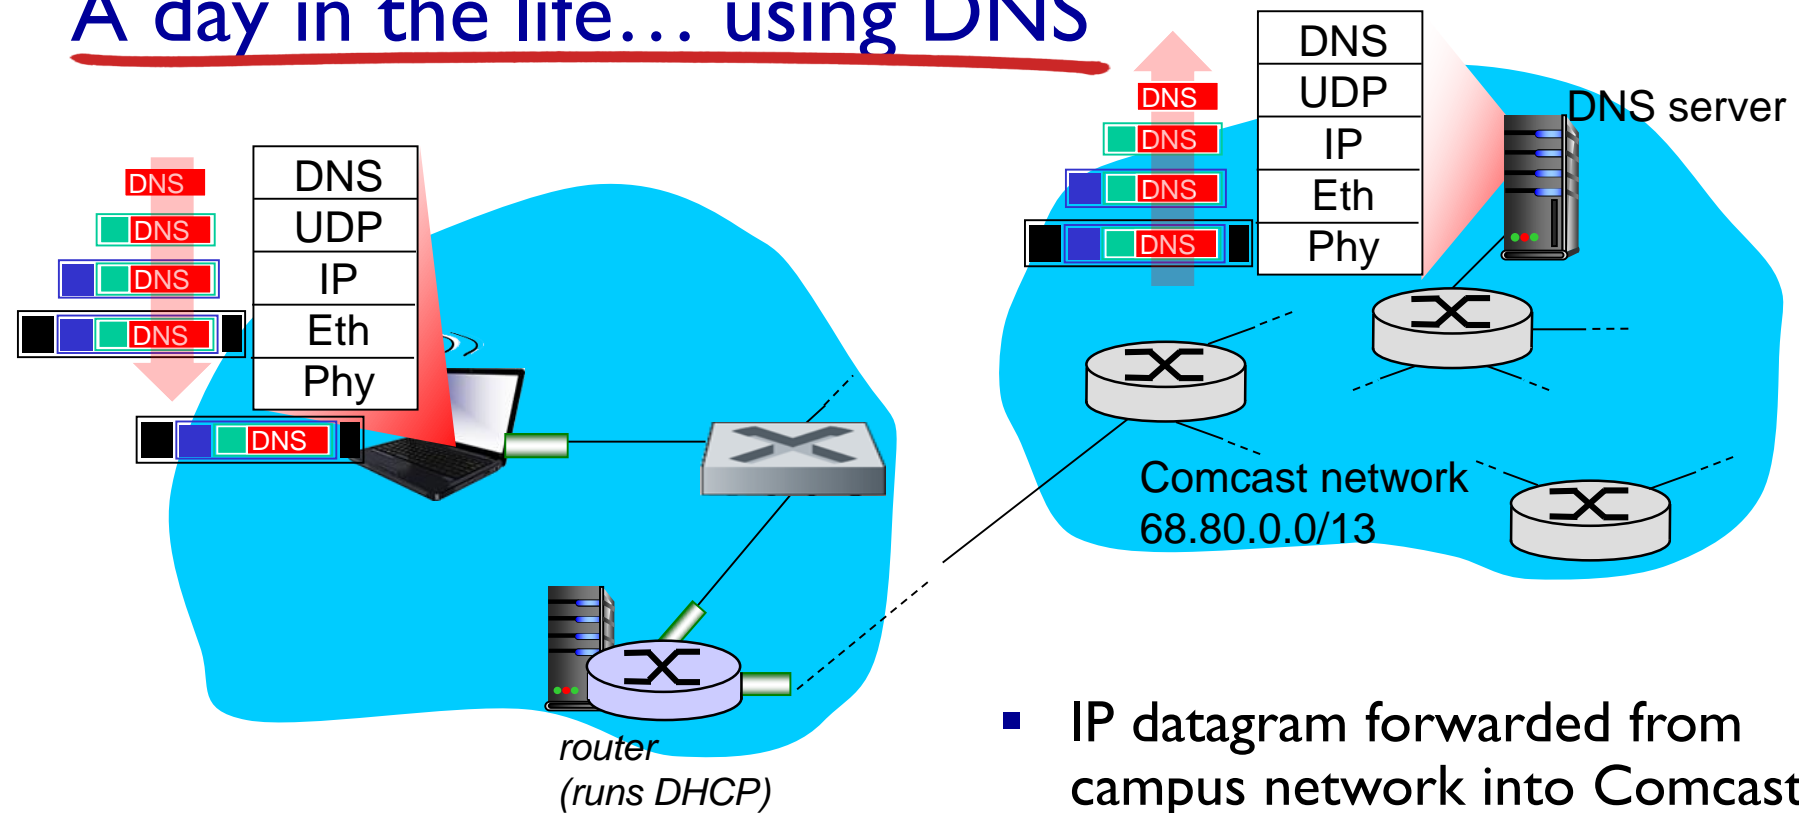 A day in the life… using DNS
DNS
DNS
DNS
DNS
DNS
DNS
UDP
IP
Eth
Phy
DNS
DNS
DNS
DNS
DNS
UDP
IP
Eth
Phy
DNS server
Comcast network
68.80.0.0/13
router
(runs DHCP)
▪ IP datagram forwarded from
campus network into Comcast